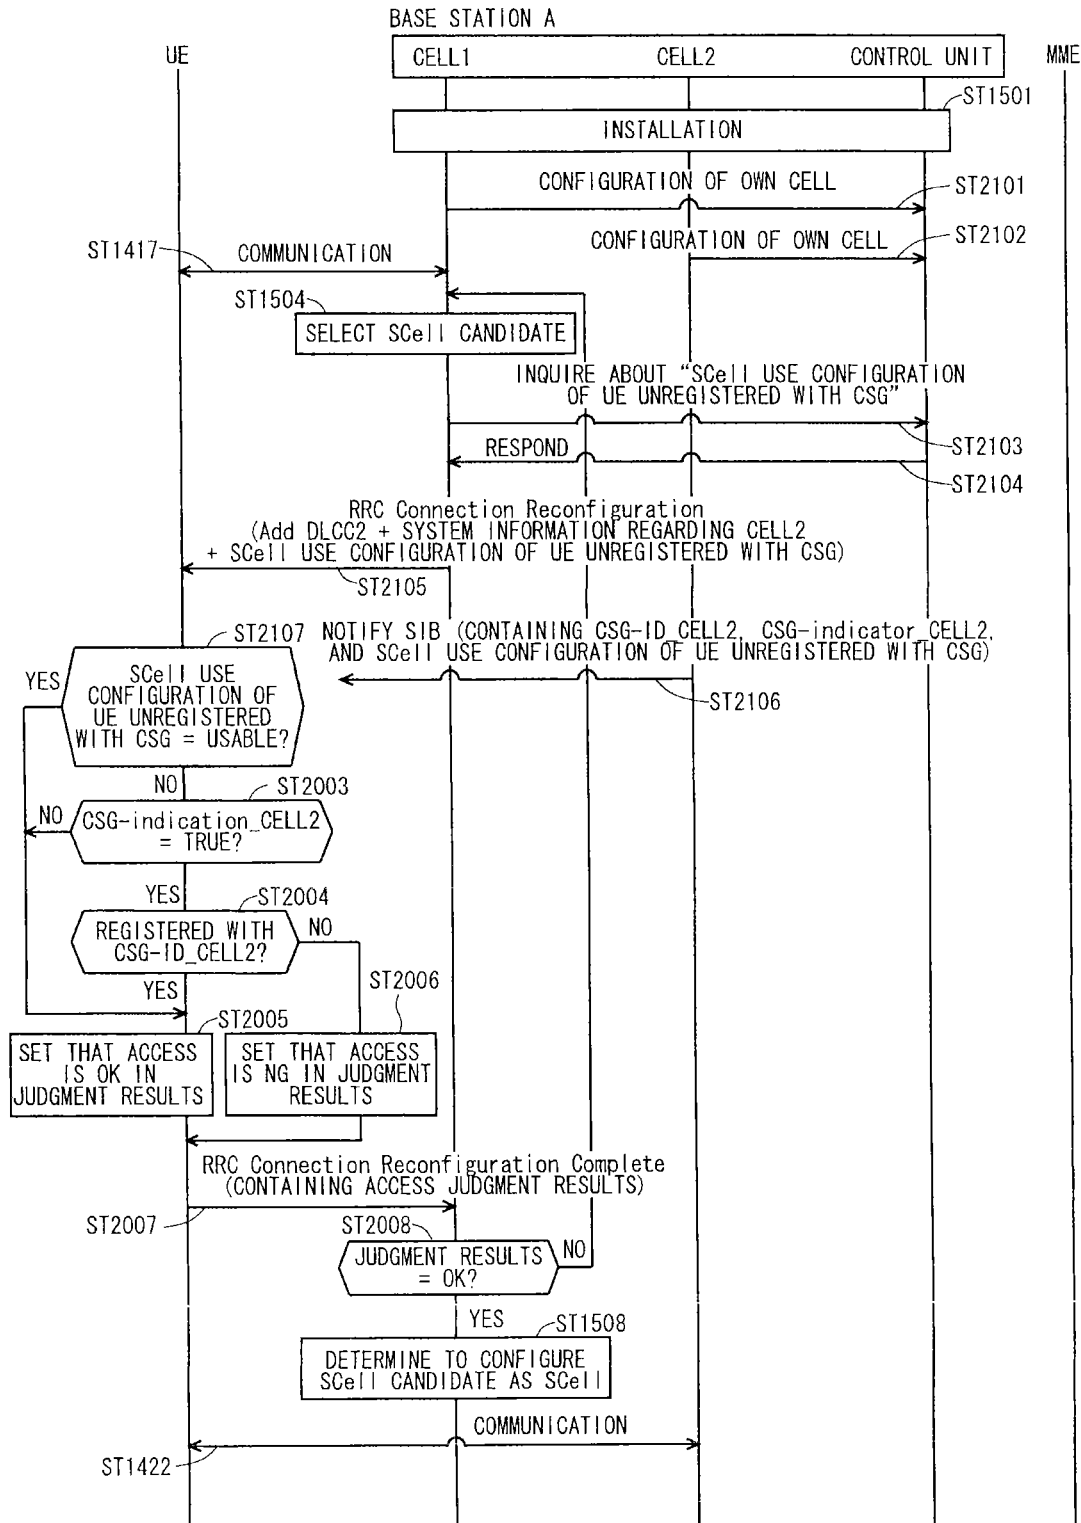 BASE STATION A
UE
CELL1
CELL2
CONTROL UNIT
MME
ST1501
INSTALLATION
CONFIGURATION OF OWN CELL
ST2101
CONFIGURATION OF OWN CELL
ST2102
ST1417
COMMUNICATION
ST1504
SELECT SCell CANDIDATE
INQUIRE ABOUT “SCell USE CONFIGURATION
OF UE UNREGISTERED WITH CSG”
ST2103
RESPOND
ST2104
RRC Connection Reconfiguration
(Add DLCC2 + SYSTEM INFORMATION REGARDING CELL2
+ SCell USE CONFIGURATION OF UE UNREGISTERED WITH CSG)
ST2105
ST2107
NOTIFY SIB (CONTAINING CSG-ID_CELL2, CSG-indicator_CELL2,
AND SCell USE CONFIGURATION OF UE UNREGISTERED WITH CSG)
ST2106
YES
SCell USE
CONFIGURATION OF
UE UNREGISTERED
WITH CSG = USABLE?
NO
ST2003
NO
CSG-indication_CELL2
= TRUE?
YES
ST2004
REGISTERED WITH
CSG-ID_CELL2?
NO
YES
ST2006
ST2005
SET THAT ACCESS
IS OK IN
JUDGMENT RESULTS
SET THAT ACCESS
IS NG IN JUDGMENT
RESULTS
RRC Connection Reconfiguration Complete
(CONTAINING ACCESS JUDGMENT RESULTS)
ST2007
ST2008
JUDGMENT RESULTS
= OK?
NO
YES
ST1508
DETERMINE TO CONFIGURE
SCell CANDIDATE AS SCell
COMMUNICATION
ST1422